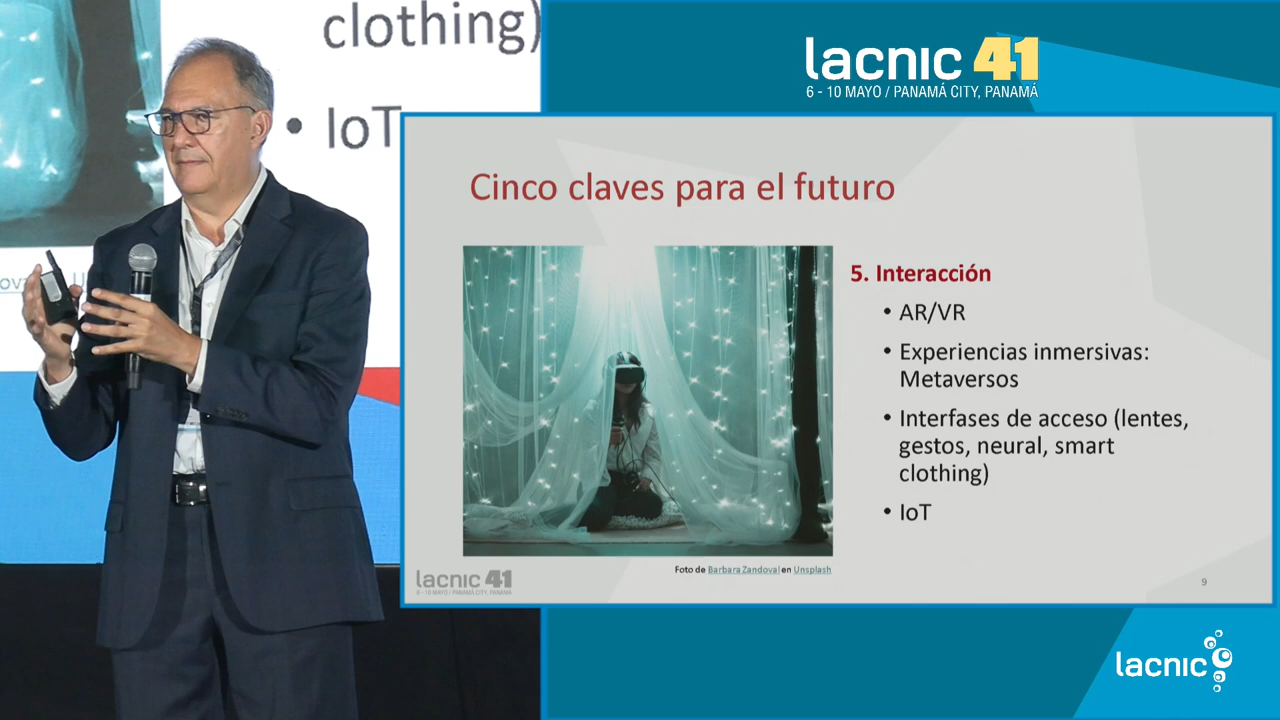 clothing)
• IoT
lacnic 41
6 - 10 MAYO / PANAMÁ CITY, PANAMÁ
Cinco claves para el futuro
5. Interacción
• AR/VR
• Experiencias inmersivas:
Metaversos
• Interfases de acceso (lentes,
gestos, neural, smart
clothing)
• IoT
Foto de Barbara Zandoval en Unsplash
lacnic 41
6 - 10 MAYO / PANAMÁ CITY, PANAMÁ
9
lacnic